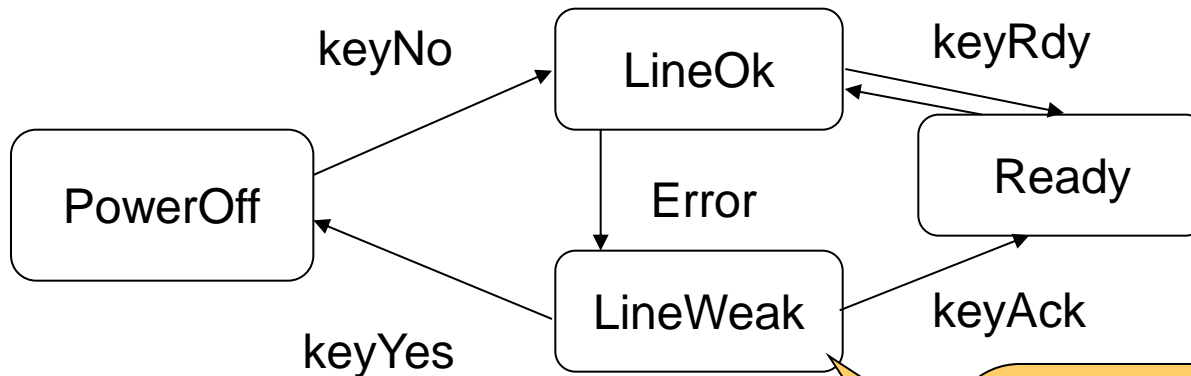 keyNo
LineOk
keyRdy
PowerOff
Error
Ready
LineWeak
keyYes
keyAck